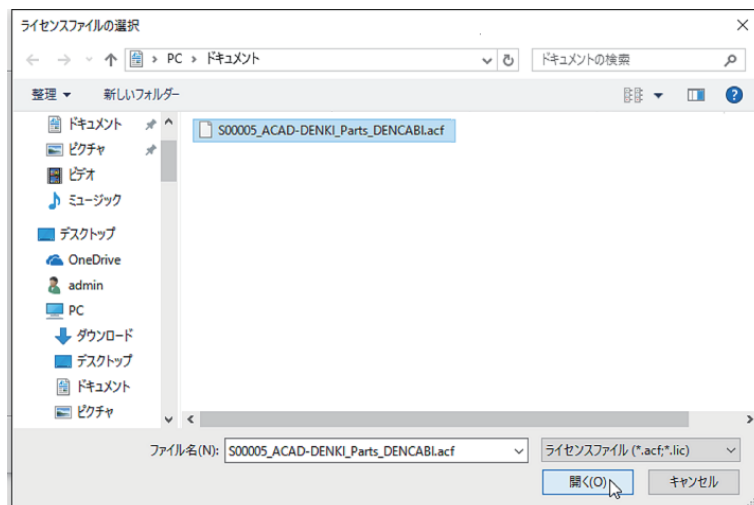 ライセンスファイルの選択
PC › ドキュメント
ドキュメントの検索
整理
新しいフォルダー
ドキュメント
ピクチャ
ビデオ
ミュージック
デスクトップ
OneDrive
admin
PC
ダウンロード
デスクトップ
ドキュメント
ピクチャ
S00005_ACAD-DENKI_Parts_DENCABI.acf
ファイル名(N): S00005_ACAD-DENKI_Parts_DENCABI.acf
ライセンスファイル (*.acf;*.lic)
開く(O)
キャンセル